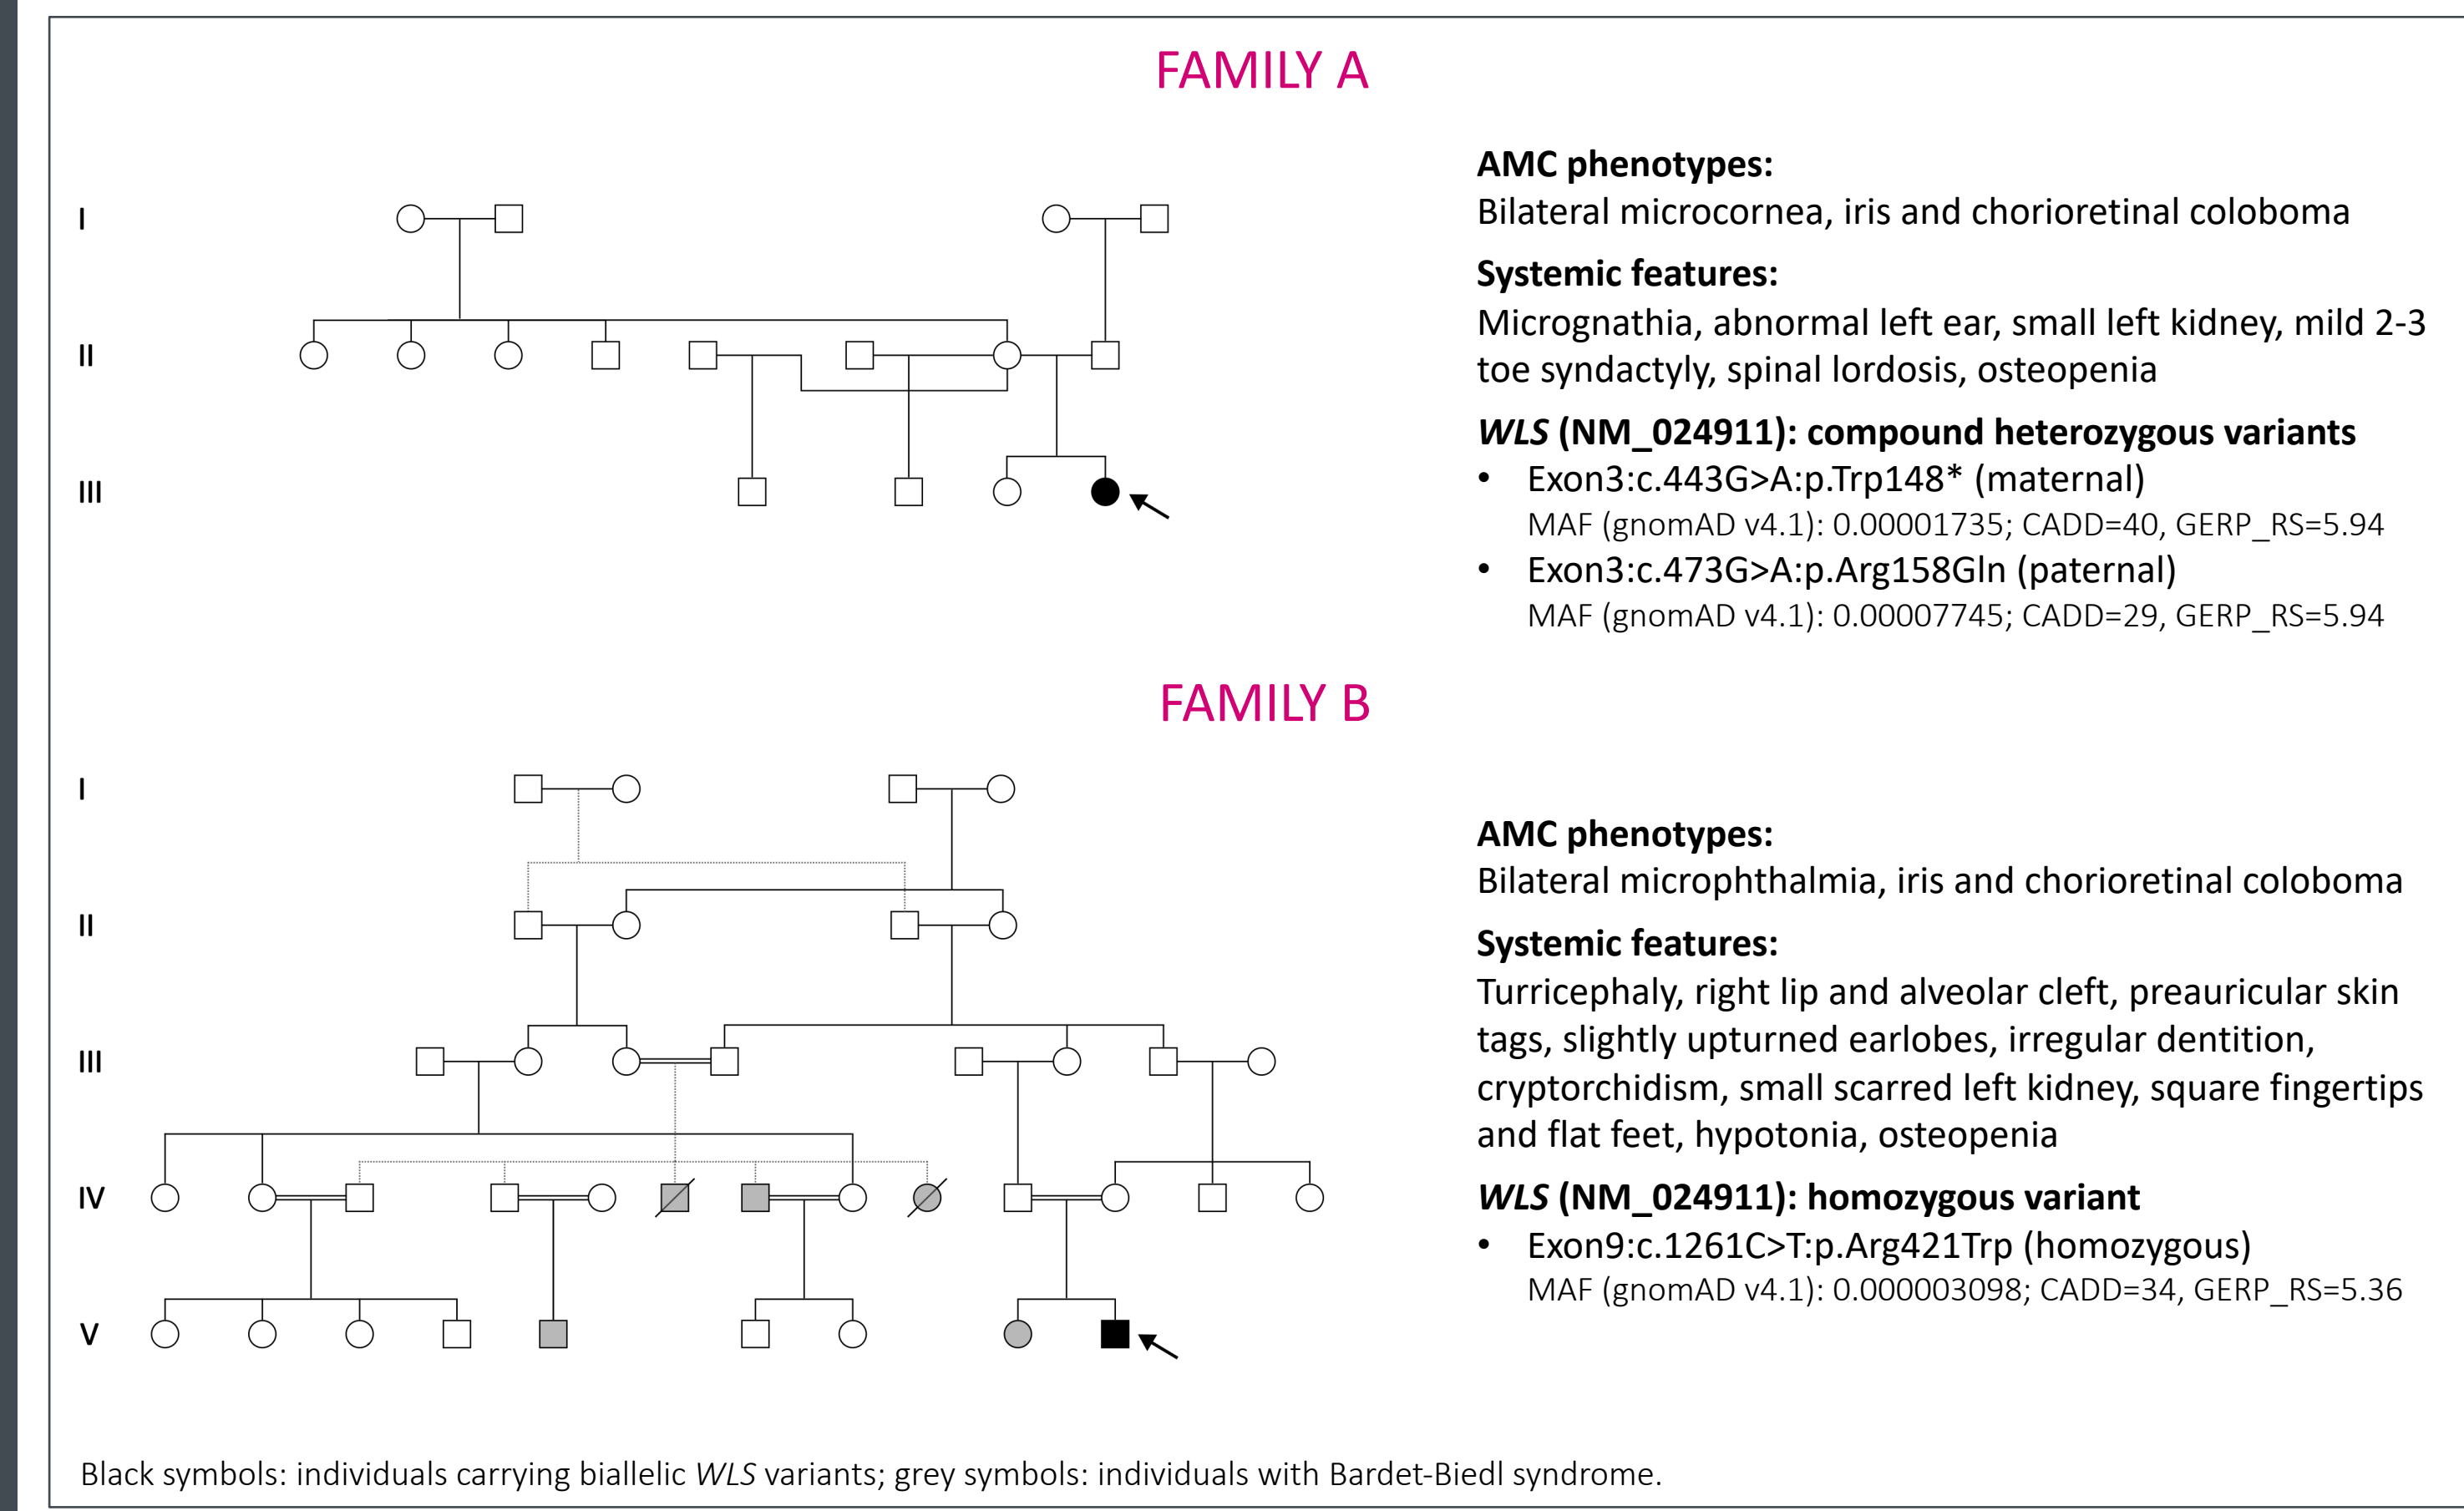 FAMILY A
I
II
III
AMC phenotypes:
Bilateral microcornea, iris and chorioretinal coloboma
Systemic features:
Micrognathia, abnormal left ear, small left kidney, mild 2-3
toe syndactyly, spinal lordosis, osteopenia
WLS (NM_024911): compound heterozygous variants
• Exon3:c.443G>A:p.Trp148* (maternal)
MAF (gnomAD v4.1): 0.00001735; CADD=40, GERP_RS=5.94
• Exon3:c.473G>A:p.Arg158Gln (paternal)
MAF (gnomAD v4.1): 0.00007745; CADD=29, GERP_RS=5.94
FAMILY B
I
II
III
IV
V
AMC phenotypes:
Bilateral microphthalmia, iris and chorioretinal coloboma
Systemic features:
Turricephaly, right lip and alveolar cleft, preauricular skin
tags, slightly upturned earlobes, irregular dentition,
cryptorchidism, small scarred left kidney, square fingertips
and flat feet, hypotonia, osteopenia
WLS (NM_024911): homozygous variant
• Exon9:c.1261C>T:p.Arg421Trp (homozygous)
MAF (gnomAD v4.1): 0.000003098; CADD=34, GERP_RS=5.36
Black symbols: individuals carrying biallelic WLS variants; grey symbols: individuals with Bardet-Biedl syndrome.